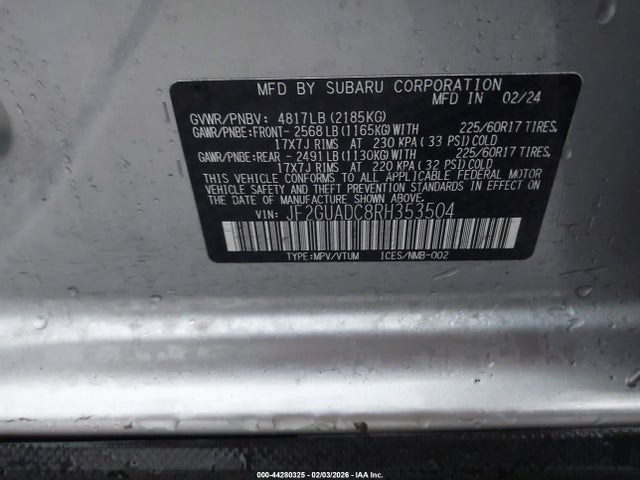 MFD BY SUBARU CORPORATION
MFD IN 02/24
GVWR/PNBV: 4817LB (2185KG)
GAWR/PNBE:FRONT- 2568LB (1165KG) WITH 225/60R17 TIRES,
17X7J RIMS AT 230 KPA (33 PSI) COLD
GAWR/PNBE:REAR - 2491LB (1130KG) WITH 225/60R17 TIRES,
17X7J RIMS AT 220 KPA (32 PSI) COLD
THIS VEHICLE CONFORMS TO ALL APPLICABLE FEDERAL MOTOR
VEHICLE SAFETY AND THEFT PREVENTION STANDARDS IN EFFECT
ON THE DATE OF MANUFACTURE SHOWN ABOVE.
VIN: JF2GUADC8RH353504
TYPE:MPV/VTUM ICES/NMB-002
000-44280325 - 02/03/2026 - IAA Inc.